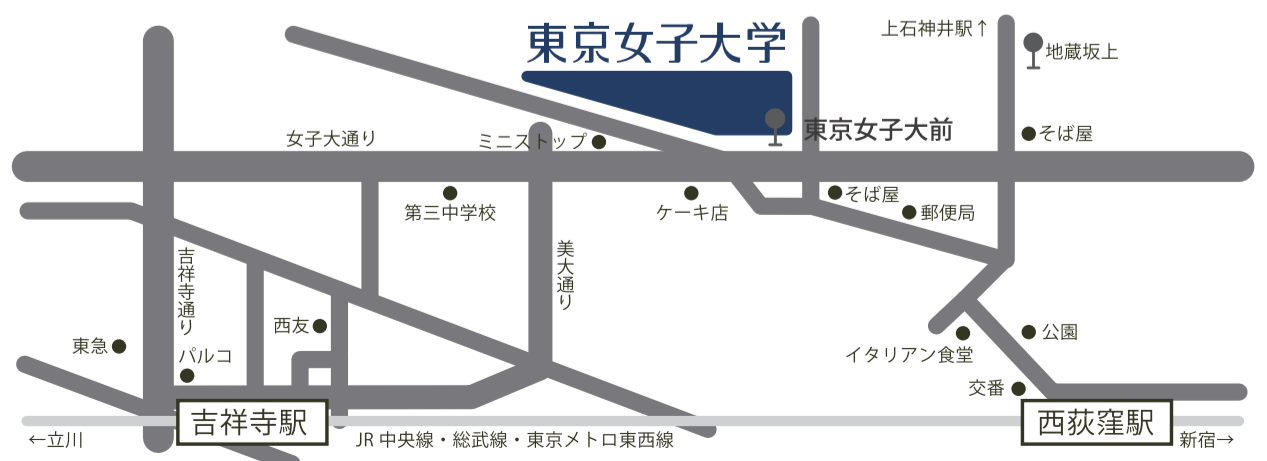 東京女子大学
上石神井駅↑
地蔵坂上
女子大通り
ミニストップ
東京女子大前
そば屋
第三中学校
ケーキ店
そば屋
郵便局
吉祥寺通り
美大通り
西友
東急
パルコ
公園
イタリアン食堂
交番
吉祥寺駅
西荻窪駅
←立川
JR 中央線・総武線・東京メトロ東西線
新宿→